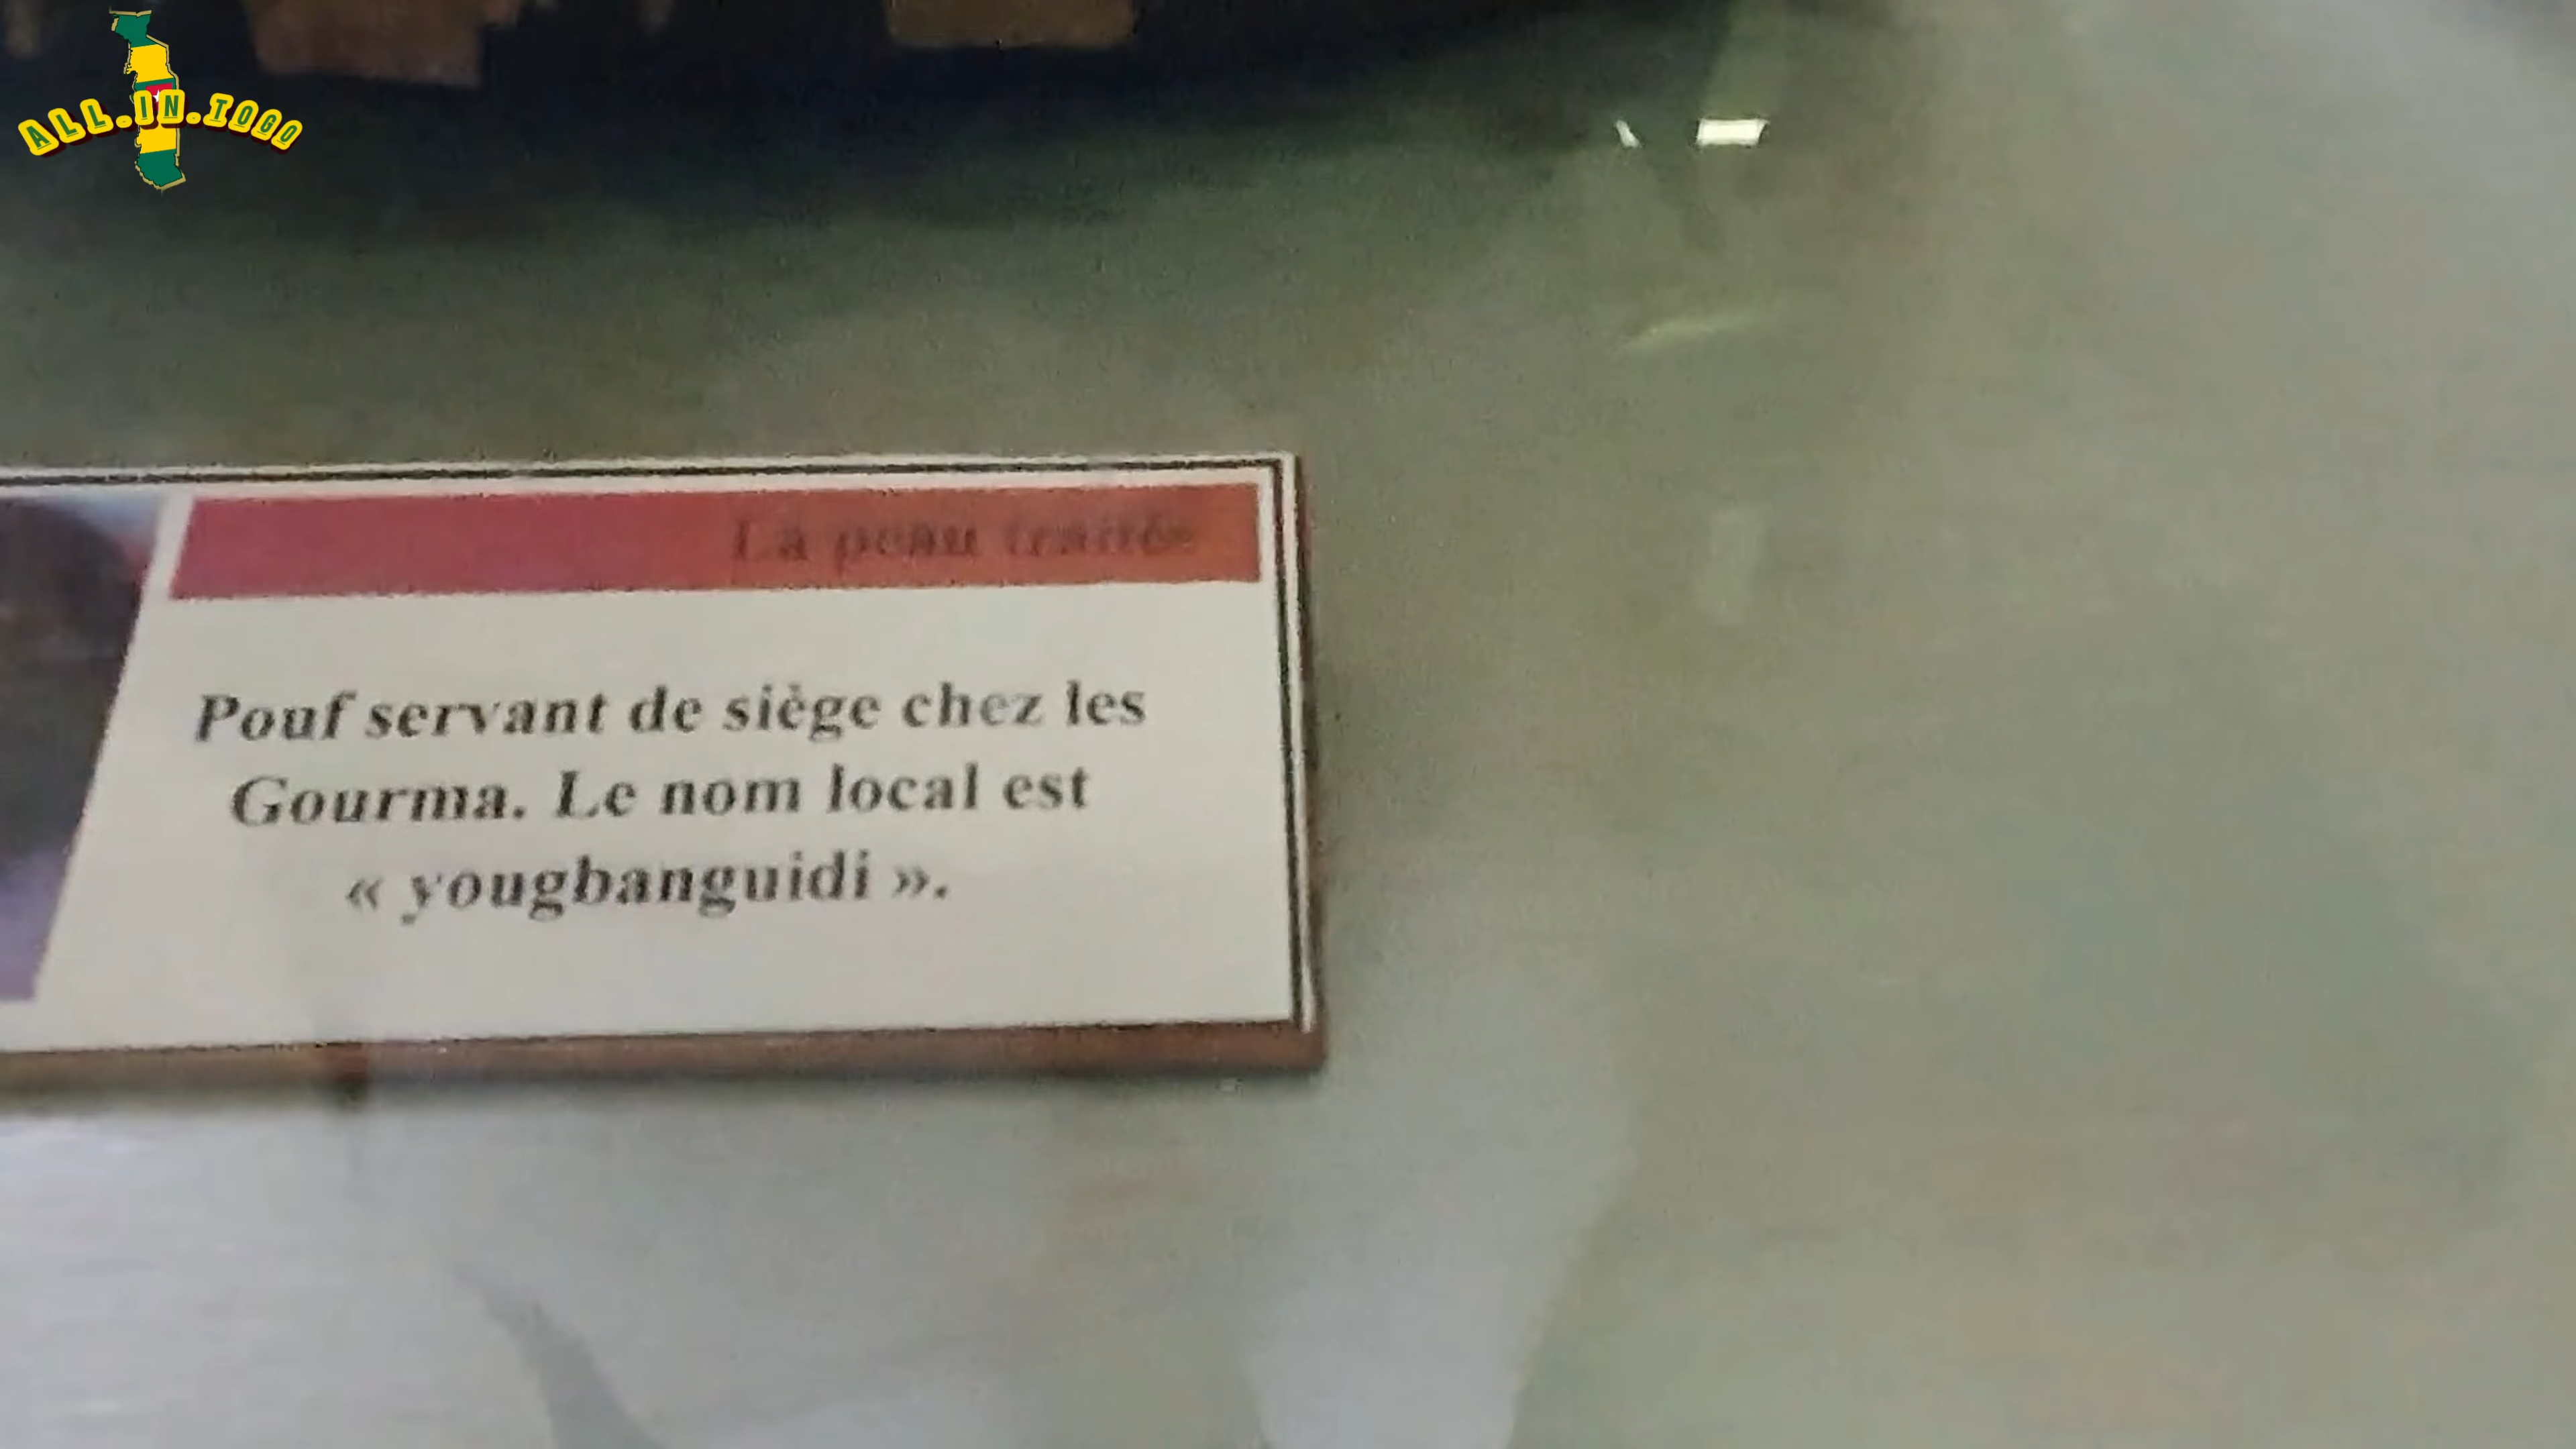 ALL.IN.TOGO
La peau traitée
Pouf servant de siège chez les
Gourma. Le nom local est
« yougbanguidi ».